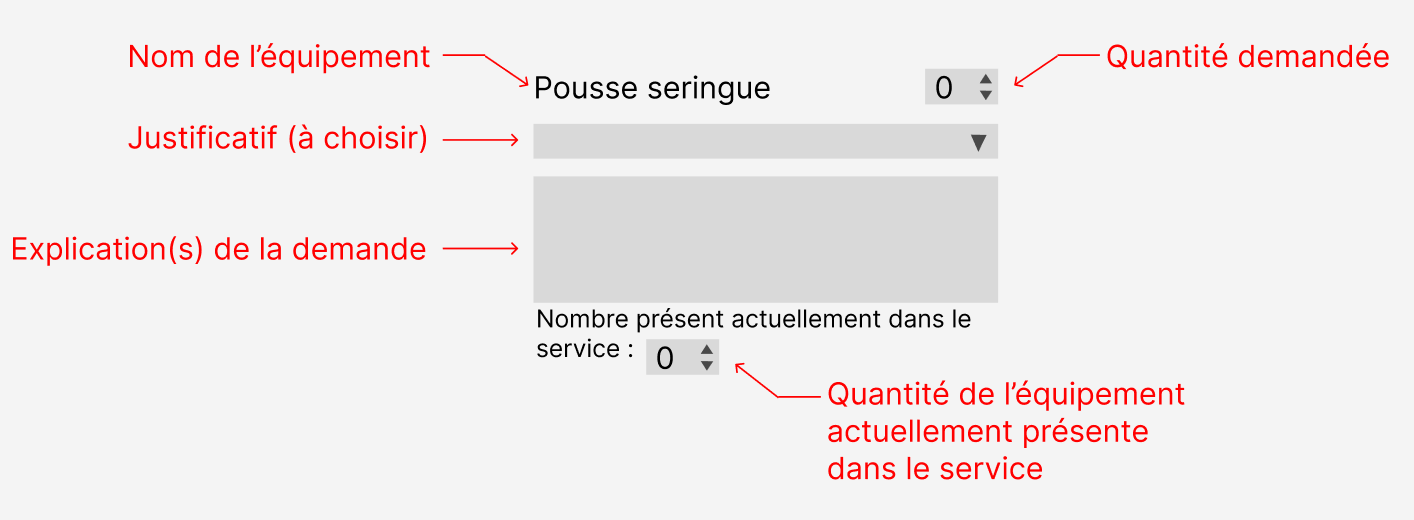 Nom de l’équipement
Quantité demandée
Pousse seringue
0
Justificatif (à choisir)
Explication(s) de la demande
Nombre présent actuellement dans le
service :
0
Quantité de l’équipement
actuellement présente
dans le service